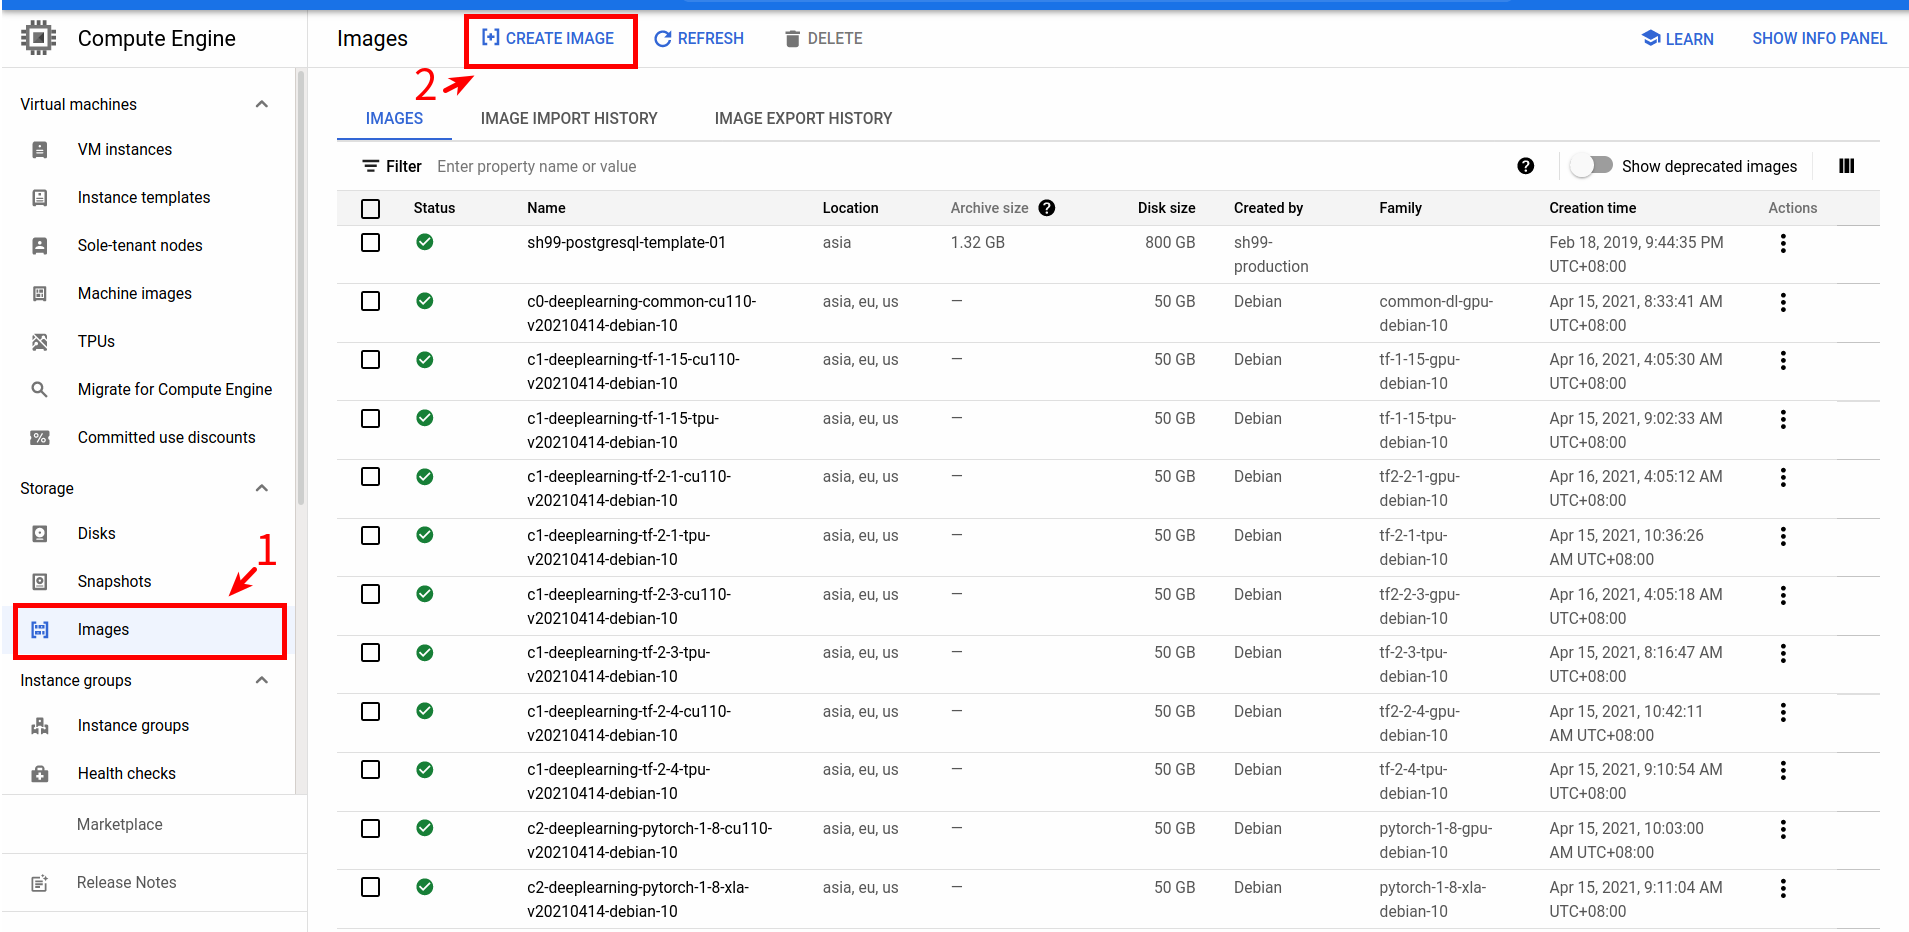 Compute Engine
Images
CREATE IMAGE
REFRESH
DELETE
LEARN
SHOW INFO PANEL
2
Virtual machines
VM instances
Instance templates
Sole-tenant nodes
Machine images
TPUs
Migrate for Compute Engine
Committed use discounts
Storage
Disks
1
Snapshots
Images
Instance groups
Instance groups
Health checks
Marketplace
Release Notes
IMAGES IMAGE IMPORT HISTORY IMAGE EXPORT HISTORY
Filter Enter property name or value
Show deprecated images
Status Name Location Archive size Disk size Created by Family Creation time Actions
sh99-postgresql-template-01 asia 1.32 GB 800 GB sh99- Feb 18, 2019, 9:44:35 PM
production UTC+08:00
c0-deeplearning-common-cu110- asia, eu, us — 50 GB Debian common-dl-gpu- Apr 15, 2021, 8:33:41 AM
v20210414-debian-10 debian-10 UTC+08:00
c1-deeplearning-tf-1-15-cu110- asia, eu, us — 50 GB Debian tf-1-15-gpu- Apr 16, 2021, 4:05:30 AM
v20210414-debian-10 debian-10 UTC+08:00
c1-deeplearning-tf-1-15-tpu- asia, eu, us — 50 GB Debian tf-1-15-tpu- Apr 15, 2021, 9:02:33 AM
v20210414-debian-10 debian-10 UTC+08:00
c1-deeplearning-tf-2-1-cu110- asia, eu, us — 50 GB Debian tf2-2-1-gpu- Apr 16, 2021, 4:05:12 AM
v20210414-debian-10 debian-10 UTC+08:00
c1-deeplearning-tf-2-1-tpu- asia, eu, us — 50 GB Debian tf-2-1-tpu- Apr 15, 2021, 10:36:26
v20210414-debian-10 debian-10 AM UTC+08:00
c1-deeplearning-tf-2-3-cu110- asia, eu, us — 50 GB Debian tf2-2-3-gpu- Apr 16, 2021, 4:05:18 AM
v20210414-debian-10 debian-10 UTC+08:00
c1-deeplearning-tf-2-3-tpu- asia, eu, us — 50 GB Debian tf-2-3-tpu- Apr 15, 2021, 8:16:47 AM
v20210414-debian-10 debian-10 UTC+08:00
c1-deeplearning-tf-2-4-cu110- asia, eu, us — 50 GB Debian tf2-2-4-gpu- Apr 15, 2021, 10:42:11
v20210414-debian-10 debian-10 AM UTC+08:00
c1-deeplearning-tf-2-4-tpu- asia, eu, us — 50 GB Debian tf-2-4-tpu- Apr 15, 2021, 9:10:54 AM
v20210414-debian-10 debian-10 UTC+08:00
c2-deeplearning-pytorch-1-8-cu110- asia, eu, us — 50 GB Debian pytorch-1-8-gpu- Apr 15, 2021, 10:03:00
v20210414-debian-10 debian-10 AM UTC+08:00
c2-deeplearning-pytorch-1-8-xla- asia, eu, us — 50 GB Debian pytorch-1-8-xla- Apr 15, 2021, 9:11:04 AM
v20210414-debian-10 debian-10 UTC+08:00